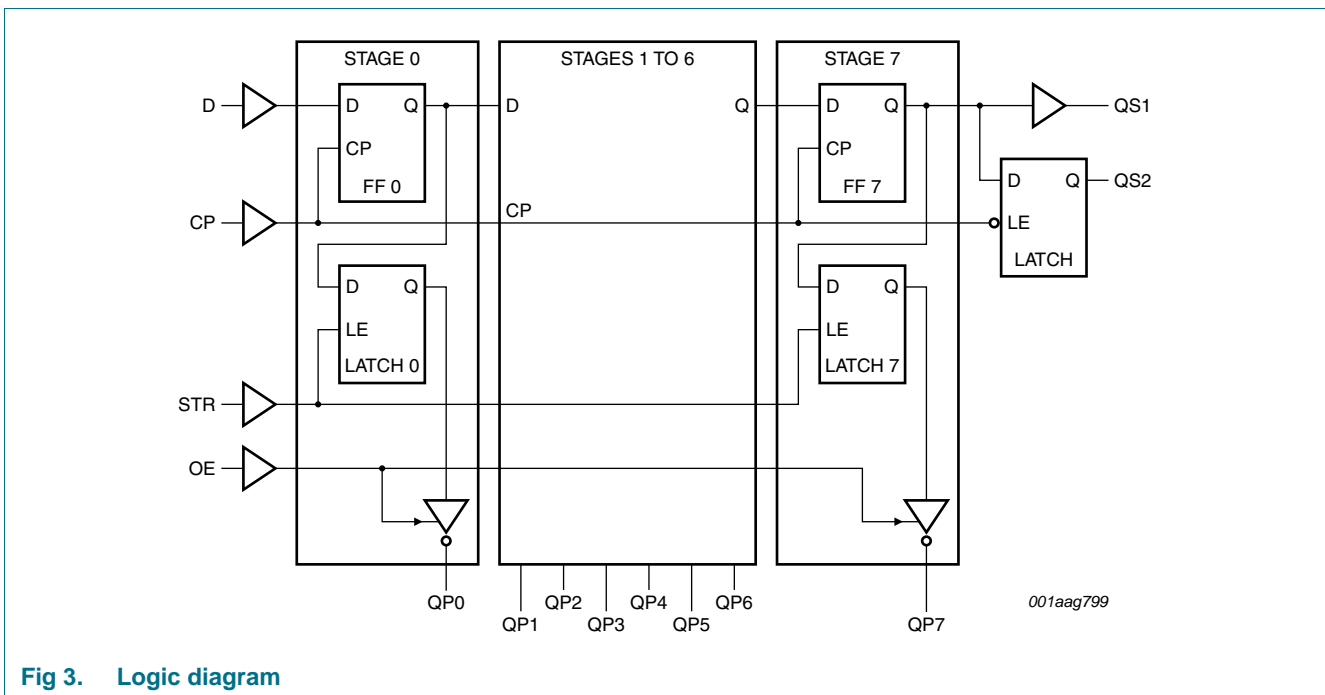 STAGE 0
STAGES 1 TO 6
STAGE 7
D
D
Q
D
Q
D
Q
QS1
CP
CP
FF 0
FF 7
D
Q
QS2
CP
CP
LE
LATCH
D
Q
D
Q
LE
LE
LATCH 0
LATCH 7
STR
OE
QP0
QP2
QP4
QP6
001aag799
QP1
QP3
QP5
QP7
Fig 3. Logic diagram